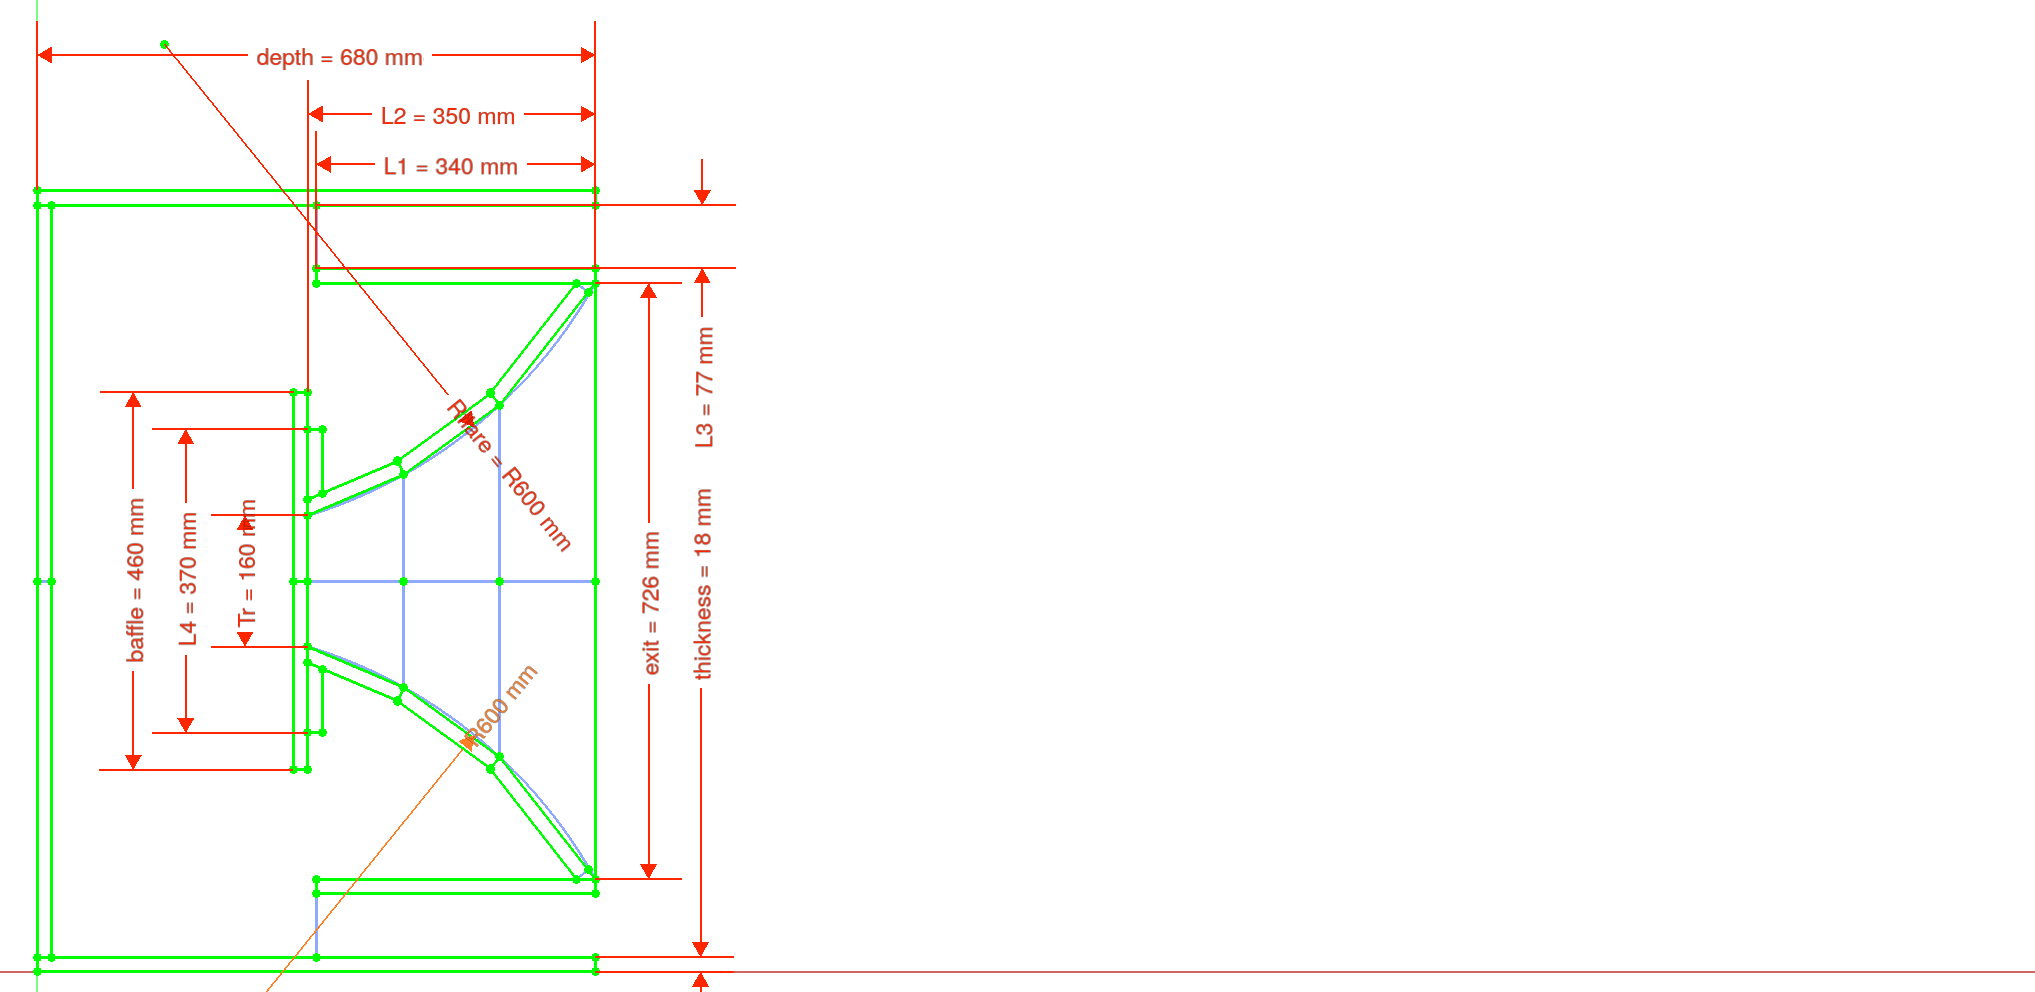 depth = 680 mm
L2 = 350 mm
L1 = 340 mm
L3 = 77 mm
= R600 mm
baffle = 460 mm
L4 = 370 mm
Tr = 160 mm
exit = 726 mm
thickness = 18 mm
R600 mm